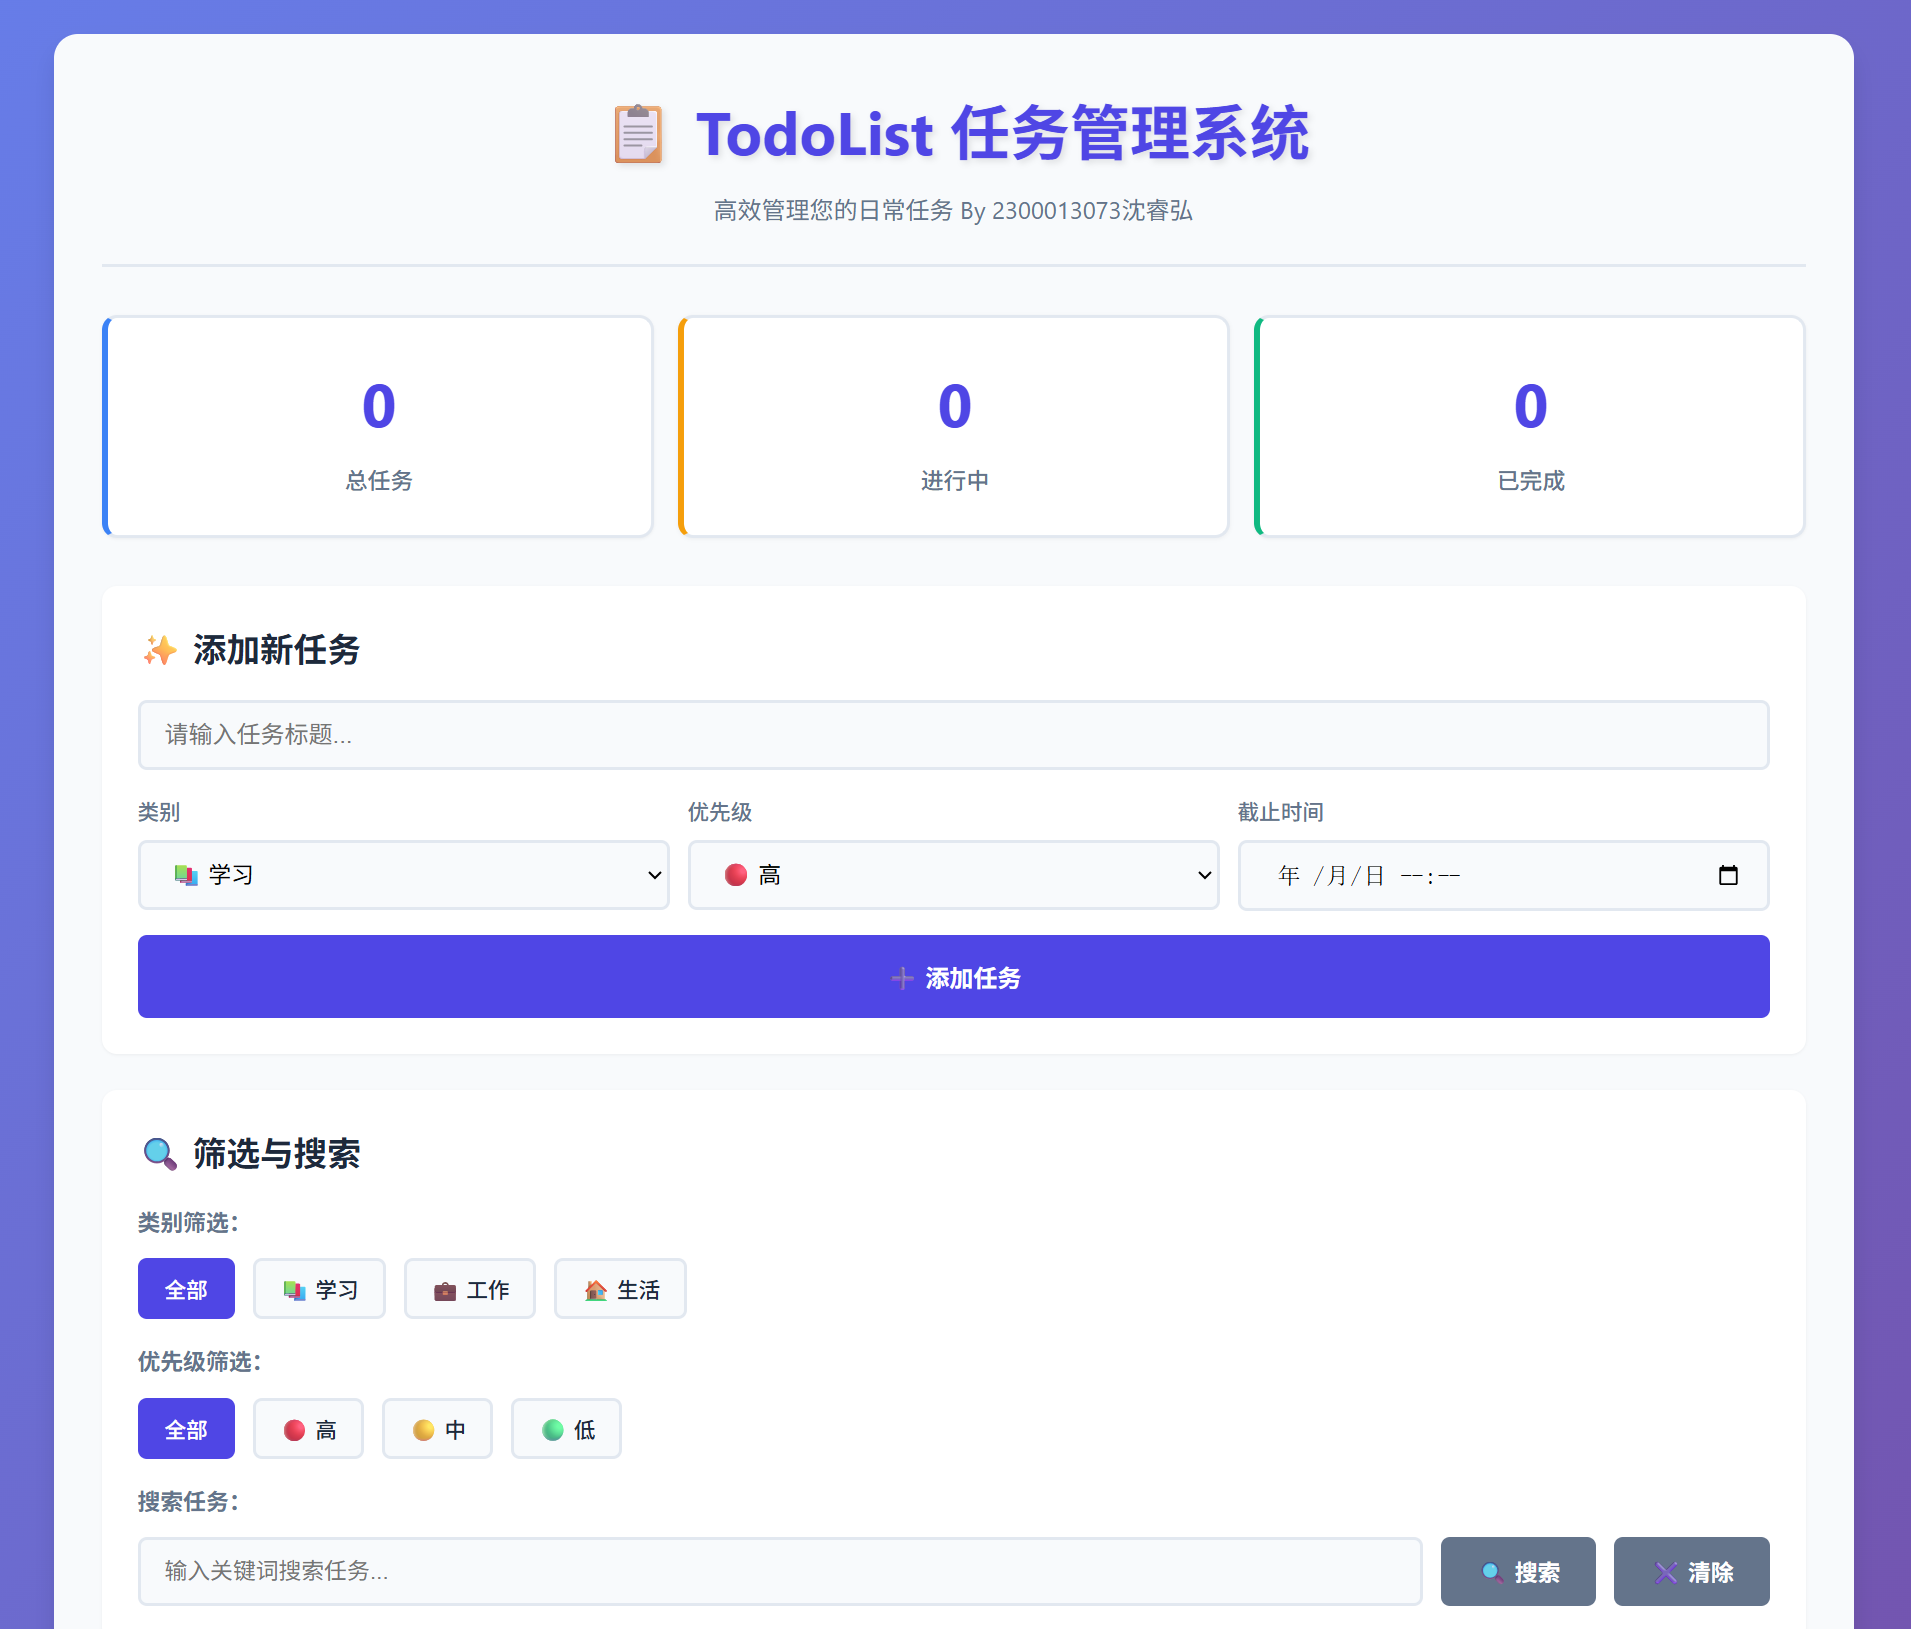 TodoList 任务管理系统
高效管理您的日常任务 By 2300013073沈睿弘
0
总任务
0
进行中
0
已完成
添加新任务
请输入任务标题...
类别
优先级
截止时间
学习
高
年 /月/日 --:--
添加任务
筛选与搜索
类别筛选：
全部
学习
工作
生活
优先级筛选：
全部
高
中
低
搜索任务：
输入关键词搜索任务...
搜索
清除